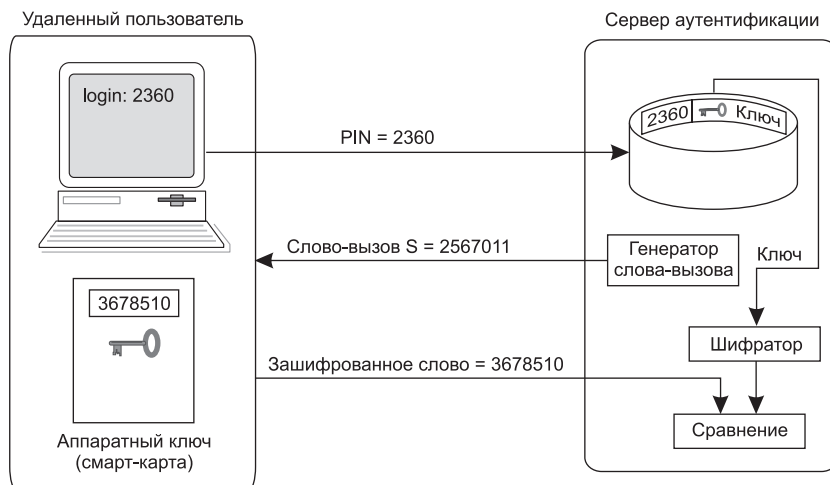 Удаленный пользователь
Сервер аутентификации
login: 2360
2360 Ключ
PIN = 2360
Слово-вызов S = 2567011
Генератор
слова-вызова
Ключ
3678510
Шифратор
Зашифрованное слово = 3678510
Сравнение
Аппаратный ключ
(смарт-карта)